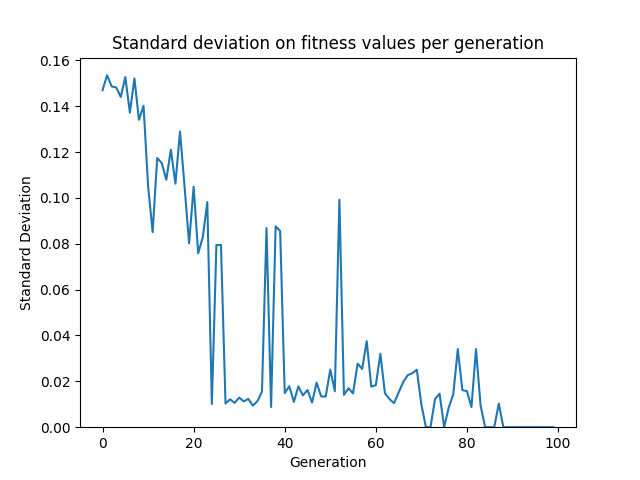 Standard deviation on fitness values per generation
0.16
0.14
0.12
0.10
0.08
0.06
0.04
0.02
0.00
Standard Deviation
0 20 40 60 80 100
Generation